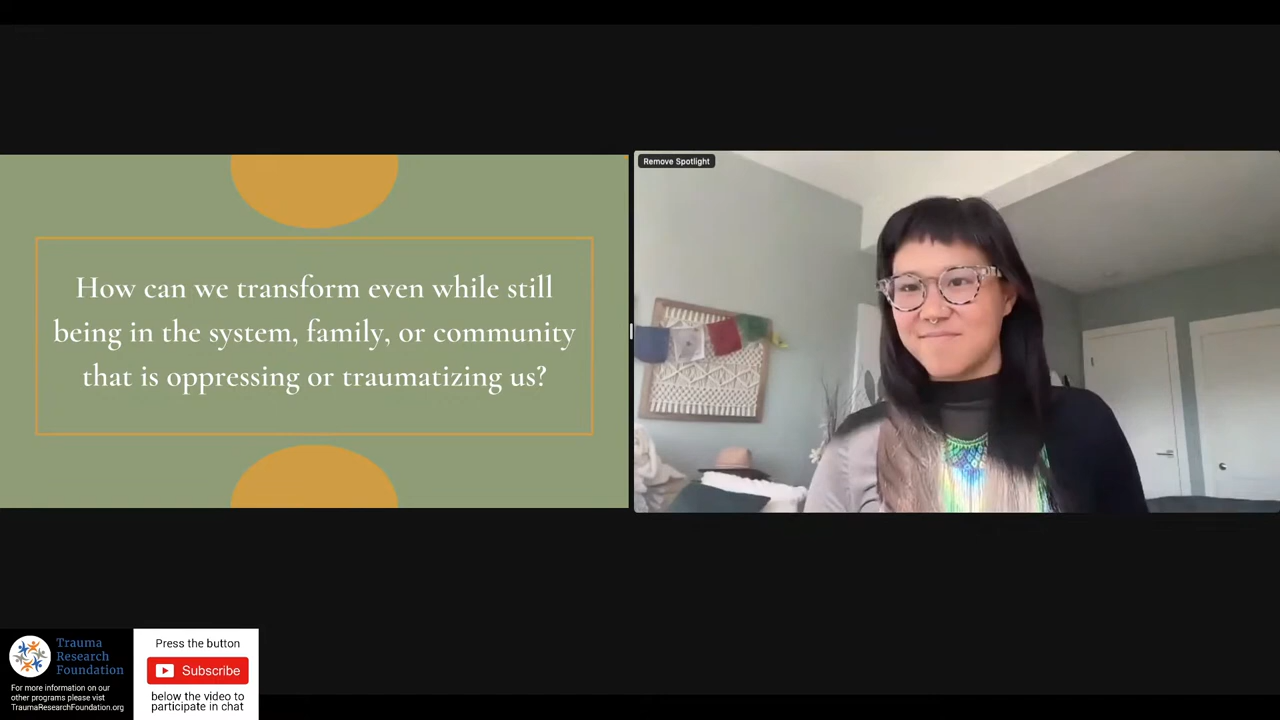 Remove Spotlight
How can we transform even while still
being in the system, family, or community
that is oppressing or traumatizing us?
Trauma
Research
Foundation
For more information on our
other programs please visit
TraumaResearchFoundation.org
Press the button
Subscribe
below the video to
participate in chat